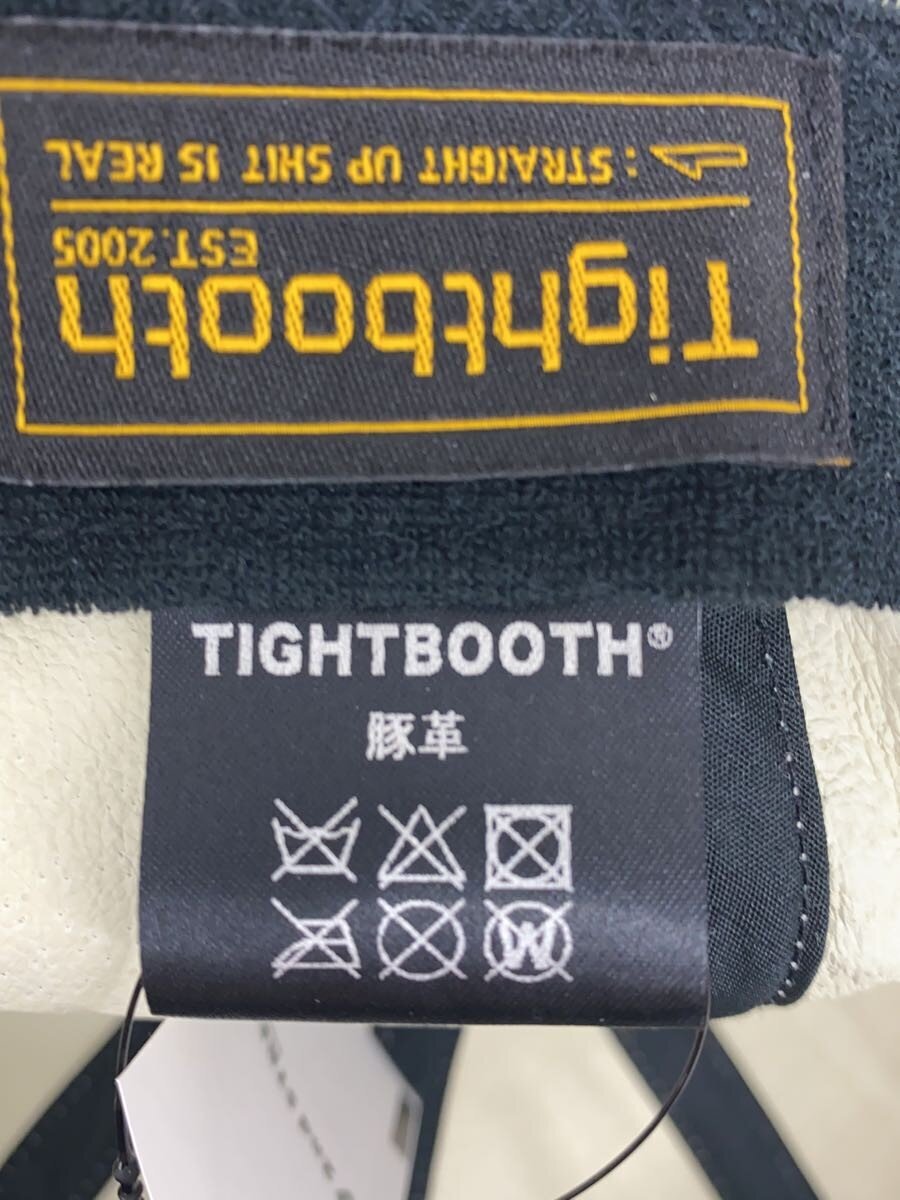 Tightbooth
EST.2005
: STRAIGHT UP SHIT IS REAL
TIGHTBOOTH®
豚革
W